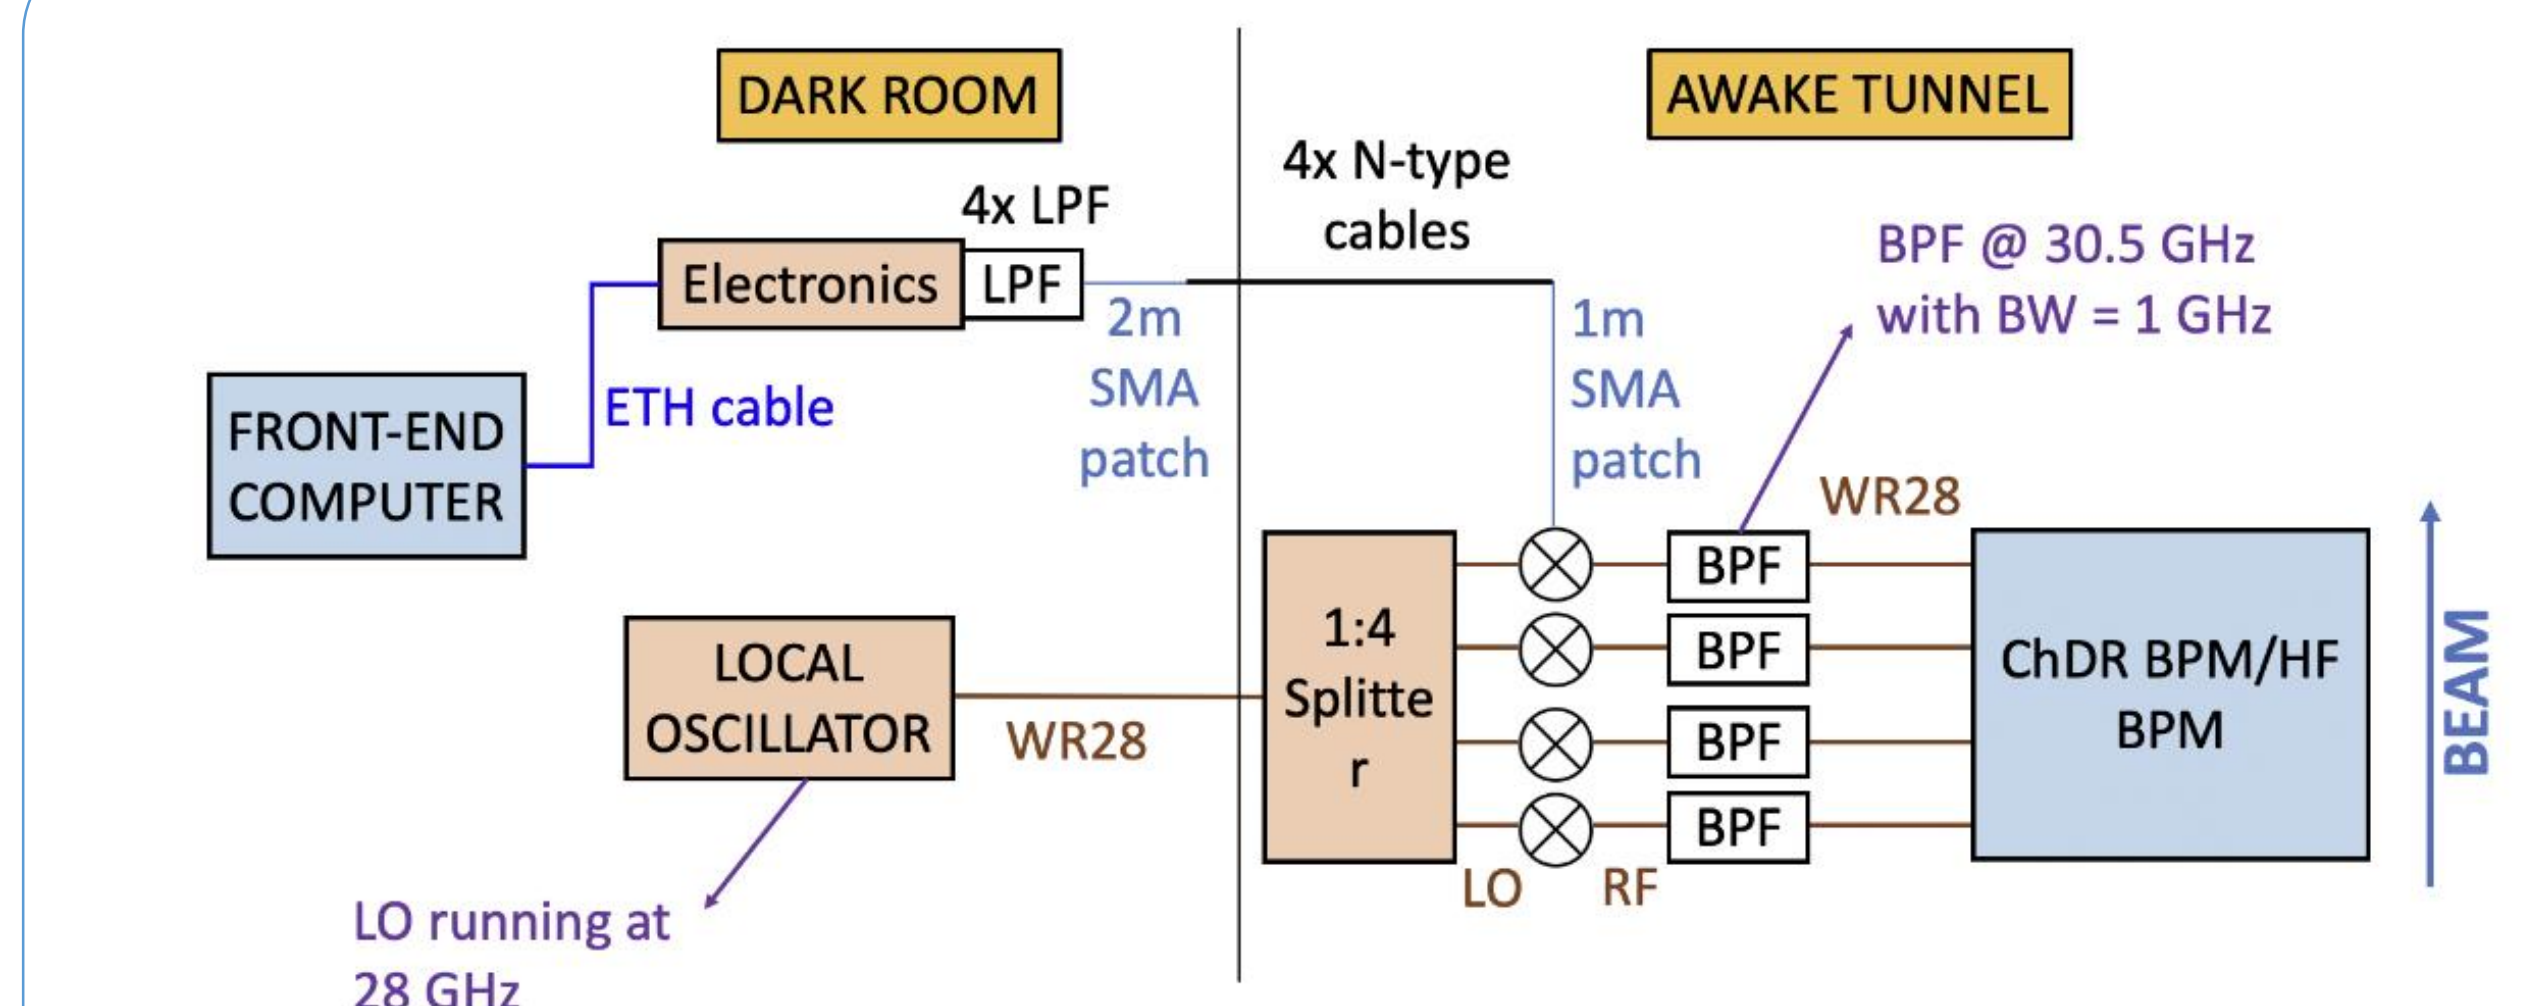 DARK ROOM
AWAKE TUNNEL
4x N-type
cables
4x LPF
Electronics
LPF
2m
SMA
patch
1m
SMA
patch
BPF @ 30.5 GHz
with BW = 1 GHz
FRONT-END
COMPUTER
ETH cable
WR28
LOCAL
OSCILLATOR
WR28
1:4
Splitte
r
BPF
BPF
BPF
BPF
ChDR BPM/HF
BPM
BEAM
LO
RF
LO running at
28 GHz